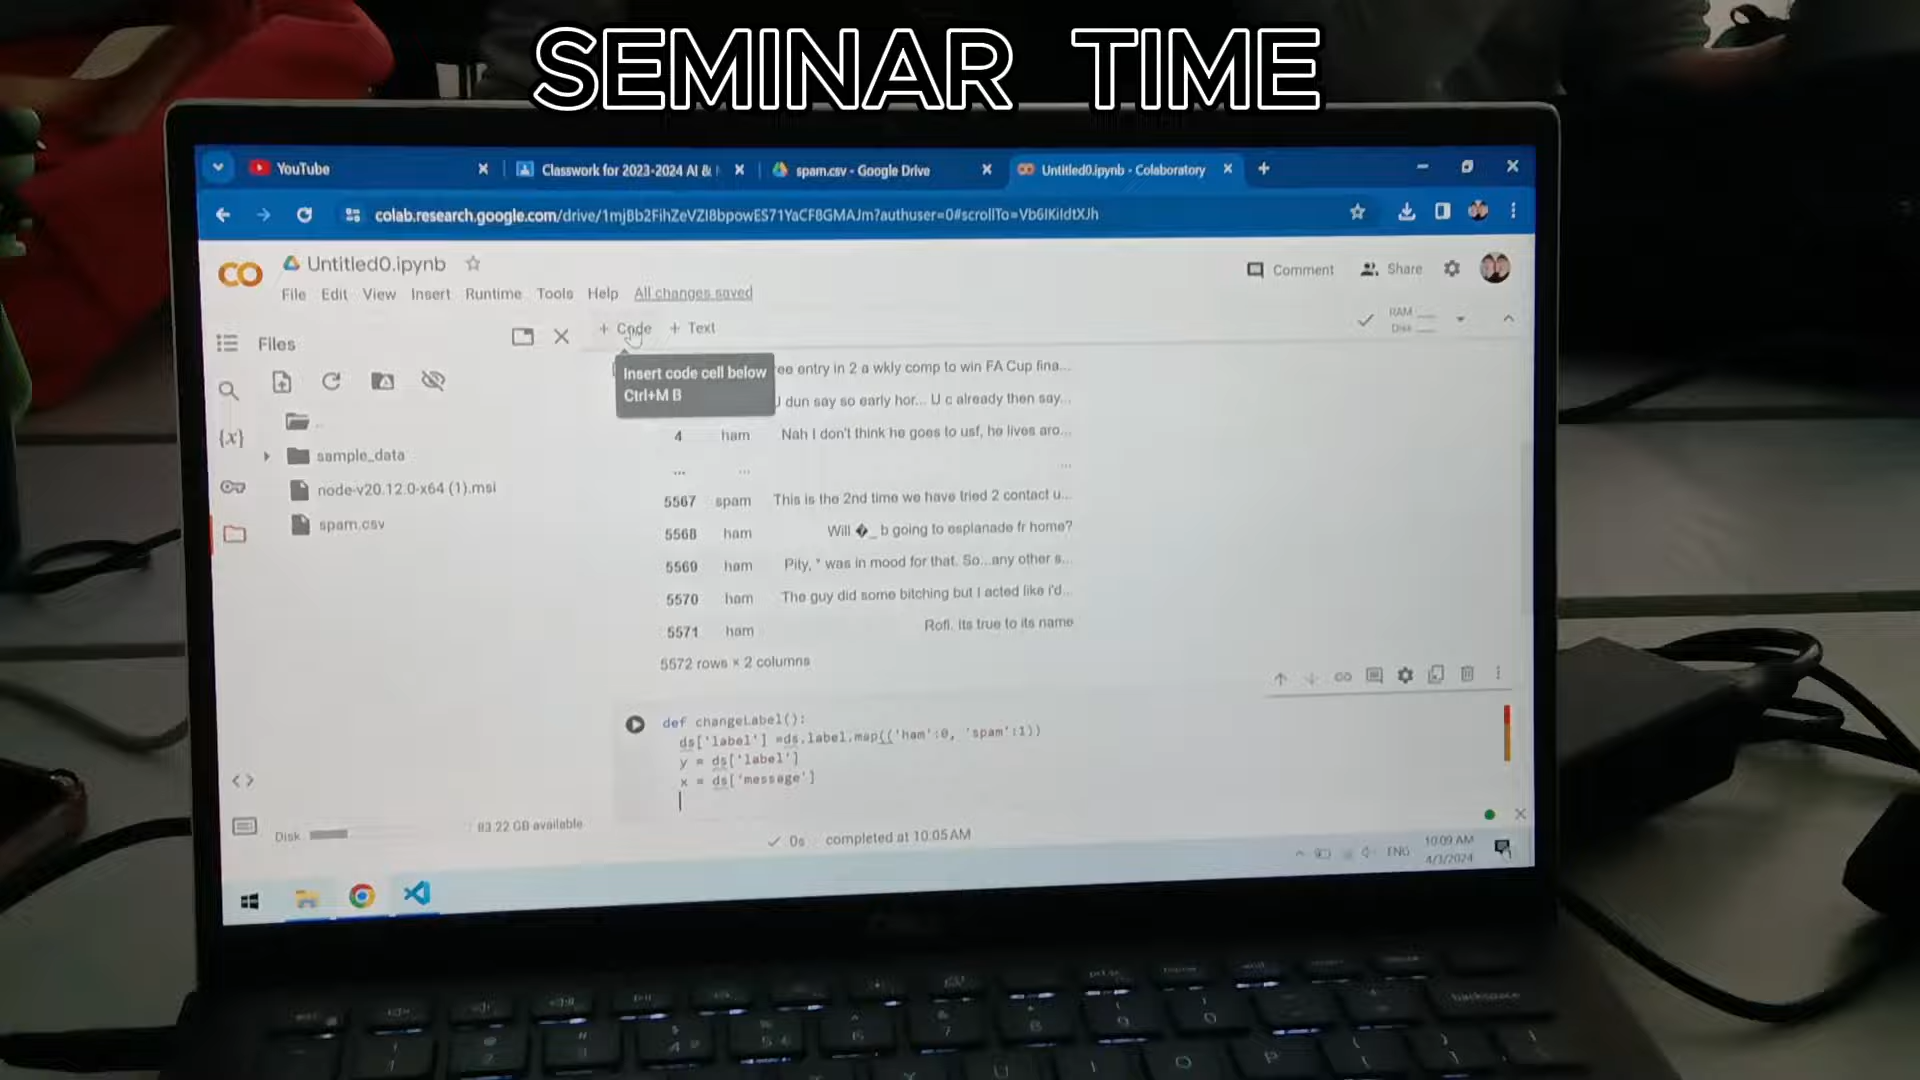 SEMINAR TIME
YouTube
Classwork for 2023-2024 AI &
spam.csv - Google Drive
Untitled0.ipynb - Colaboratory
colab.research.google.com/drive/1mjBb2FihZeVZI8bpowES71YaCF8GMAJm?authuser=0#scrollTo=Vb6IKiIdtXJh
CO
Untitled0.ipynb
Comment
Share
File Edit View Insert Runtime Tools Help All changes saved
Files
+ Code + Text
RAM
Disk
Insert code cell below
Ctrl+M B
ee entry in 2 a wkly comp to win FA Cup fina...
U dun say so early hor... U c already then say...
4 ham Nah I don't think he goes to usf, he lives aro...
... ... ...
5567 spam This is the 2nd time we have tried 2 contact u...
5568 ham Will �_ b going to esplanade fr home?
5569 ham Pity, * was in mood for that. So...any other s...
5570 ham The guy did some bitching but I acted like i'd...
5571 ham Rofl. Its true to its name
5572 rows × 2 columns
{x}
..
sample_data
node-v20.12.0-x64 (1).msi
spam.csv
def changeLabel():
ds['label'] =ds.label.map(('ham':0, 'spam':1))
y = ds['label']
x = ds['message']
Disk
83.22 GB available
0s completed at 10:05 AM
ENG
10:09 AM
4/3/2024
backspace